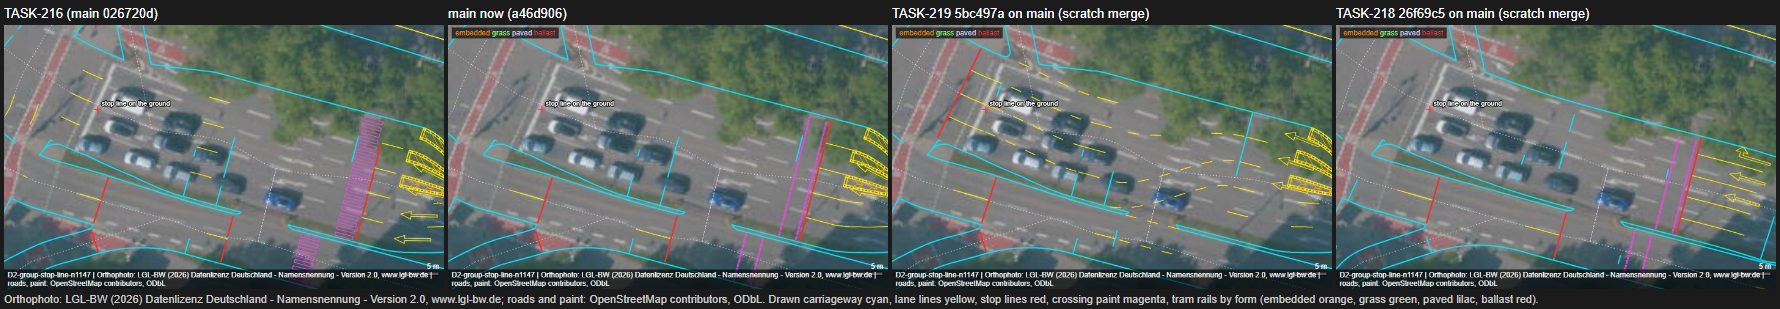 TASK-216 (main 026720d)
main now (a46d906)
TASK-219 5bc497a on main (scratch merge)
TASK-218 26f69c5 on main (scratch merge)
embedded grass paved ballast
embedded grass paved ballast
embedded grass paved ballast
stop line on the ground
stop line on the ground
stop line on the ground
stop line on the ground
5 m
5 m
5 m
5 m
D2-group-stop-line-n1147 | Orthophoto: LGL-BW (2026) Datenlizenz Deutschland - Namensnennung - Version 2.0, www.lgl-bw.de |
roads, paint: OpenStreetMap contributors, ODbL
D2-group-stop-line-n1147 | Orthophoto: LGL-BW (2026) Datenlizenz Deutschland - Namensnennung - Version 2.0, www.lgl-bw.de;
roads, paint: OpenStreetMap contributors, ODbL.
D2-group-stop-line-n1147 | Orthophoto: LGL-BW (2026) Datenlizenz Deutschland - Namensnennung - Version 2.0, www.lgl-bw.de;
roads, paint: OpenStreetMap contributors, ODbL.
D2-group-stop-line-n1147 | Orthophoto: LGL-BW (2026) Datenlizenz Deutschland - Namensnennung - Version 2.0, www.lgl-bw.de;
roads, paint: OpenStreetMap contributors, ODbL.
Orthophoto: LGL-BW (2026) Datenlizenz Deutschland - Namensnennung - Version 2.0, www.lgl-bw.de; roads and paint: OpenStreetMap contributors, ODbL. Drawn carriageway cyan, lane lines yellow, stop lines red, crossing paint magenta, tram rails by form (embedded orange, grass green, paved lilac, ballast red).